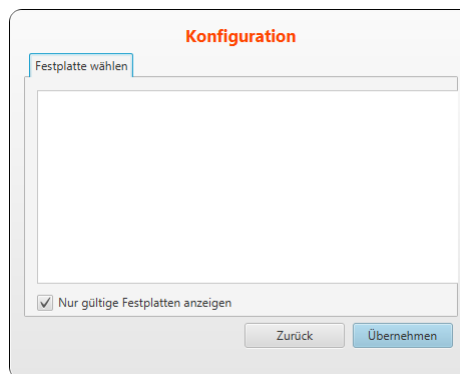 Konfiguration
Festplatte wählen
Nur gültige Festplatten anzeigen
Zurück
Übernehmen